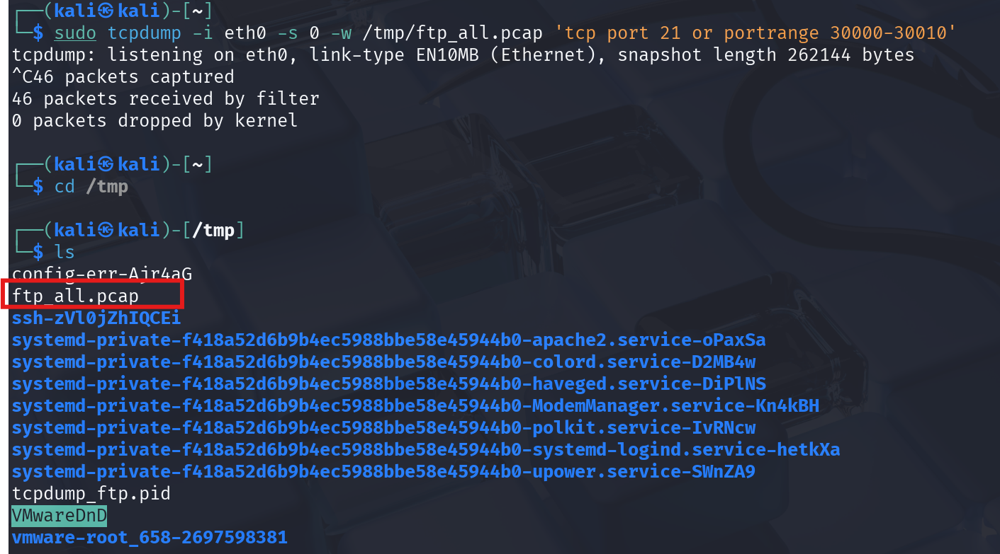 ┌──(kali㉿kali)-[~]
└─$ sudo tcpdump -i eth0 -s 0 -w /tmp/ftp_all.pcap 'tcp port 21 or portrange 30000-30010'
tcpdump: listening on eth0, link-type EN10MB (Ethernet), snapshot length 262144 bytes
^C46 packets captured
46 packets received by filter
0 packets dropped by kernel
┌──(kali㉿kali)-[~]
└─$ cd /tmp
┌──(kali㉿kali)-[/tmp]
└─$ ls
config-err-Ajr4aG
ftp_all.pcap
ssh-zVl0jZhIQCEi
systemd-private-f418a52d6b9b4ec5988bbe58e45944b0-apache2.service-oPaxSa
systemd-private-f418a52d6b9b4ec5988bbe58e45944b0-colord.service-D2MB4w
systemd-private-f418a52d6b9b4ec5988bbe58e45944b0-haveged.service-DiPlNS
systemd-private-f418a52d6b9b4ec5988bbe58e45944b0-ModemManager.service-Kn4kBH
systemd-private-f418a52d6b9b4ec5988bbe58e45944b0-polkit.service-IvRNcw
systemd-private-f418a52d6b9b4ec5988bbe58e45944b0-systemd-logind.service-hetkXa
systemd-private-f418a52d6b9b4ec5988bbe58e45944b0-upower.service-SWnZA9
tcpdump_ftp.pid
VMwareDnD
vmware-root_658-2697598381